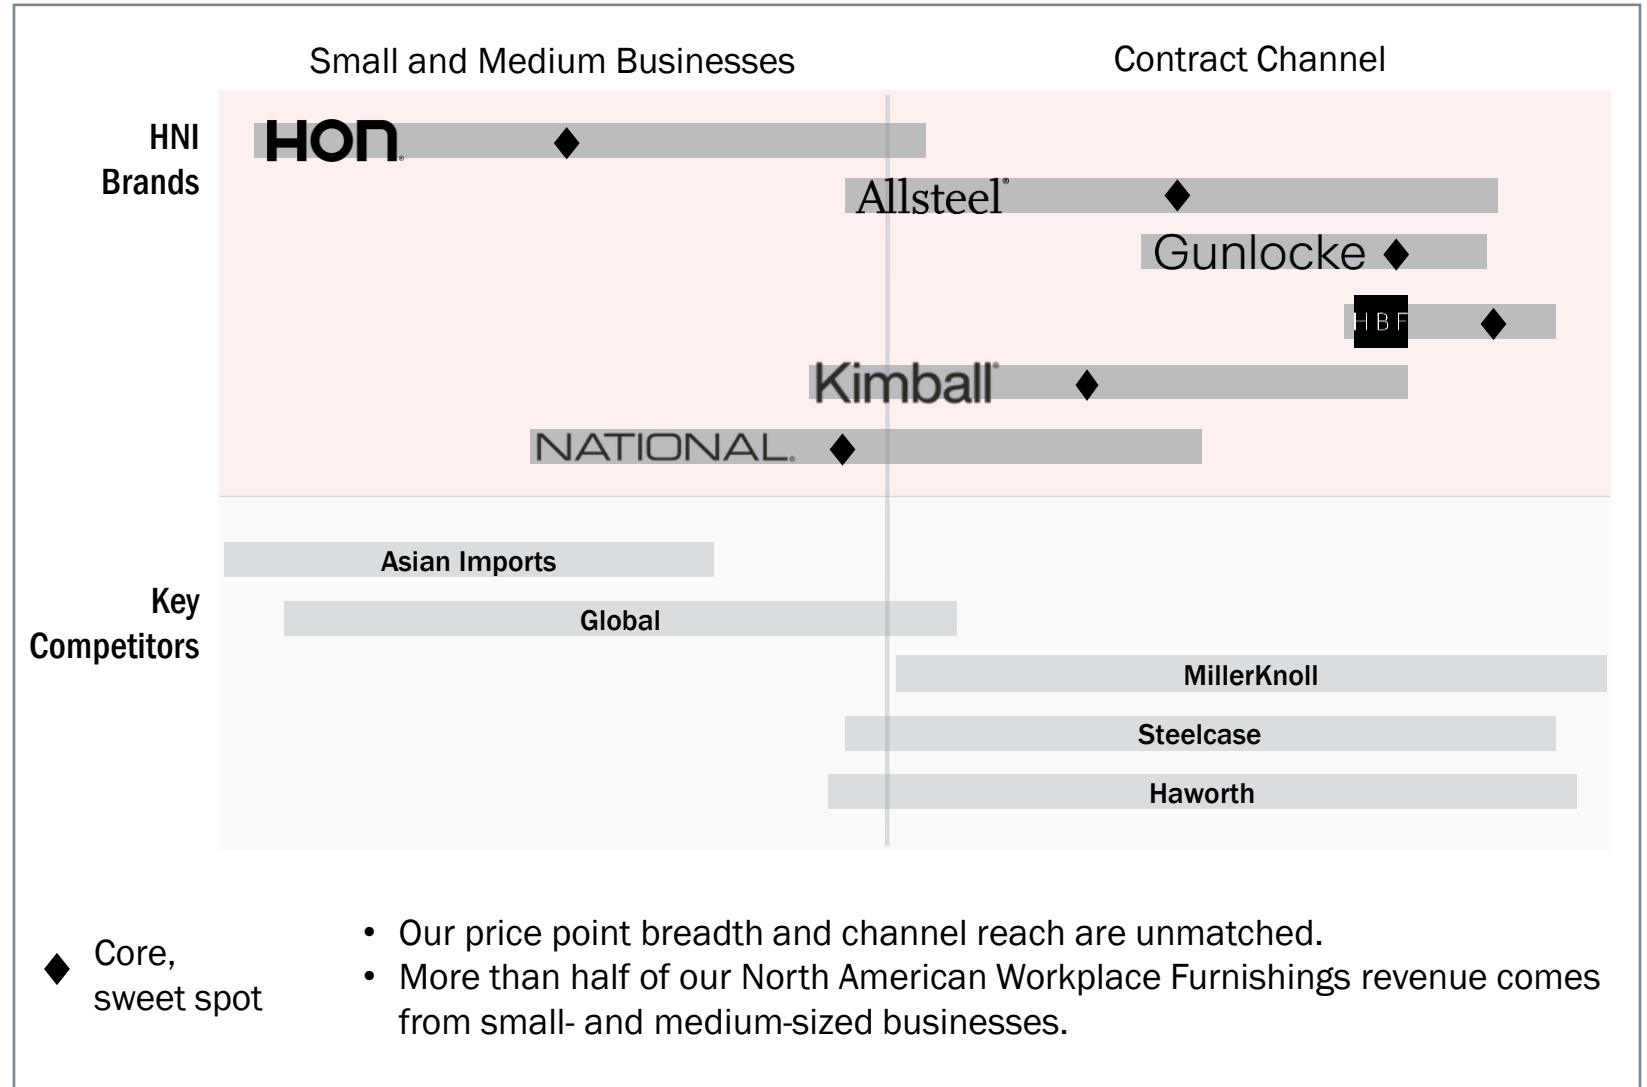 Small and Medium Businesses
Contract Channel
HNI
Brands
HON®
Allsteel®
Gunlocke
HBF
Kimball®
NATIONAL®
Key
Competitors
Asian Imports
Global
MillerKnoll
Steelcase
Haworth
Core,
sweet spot
• Our price point breadth and channel reach are unmatched.
• More than half of our North American Workplace Furnishings revenue comes
from small- and medium-sized businesses.